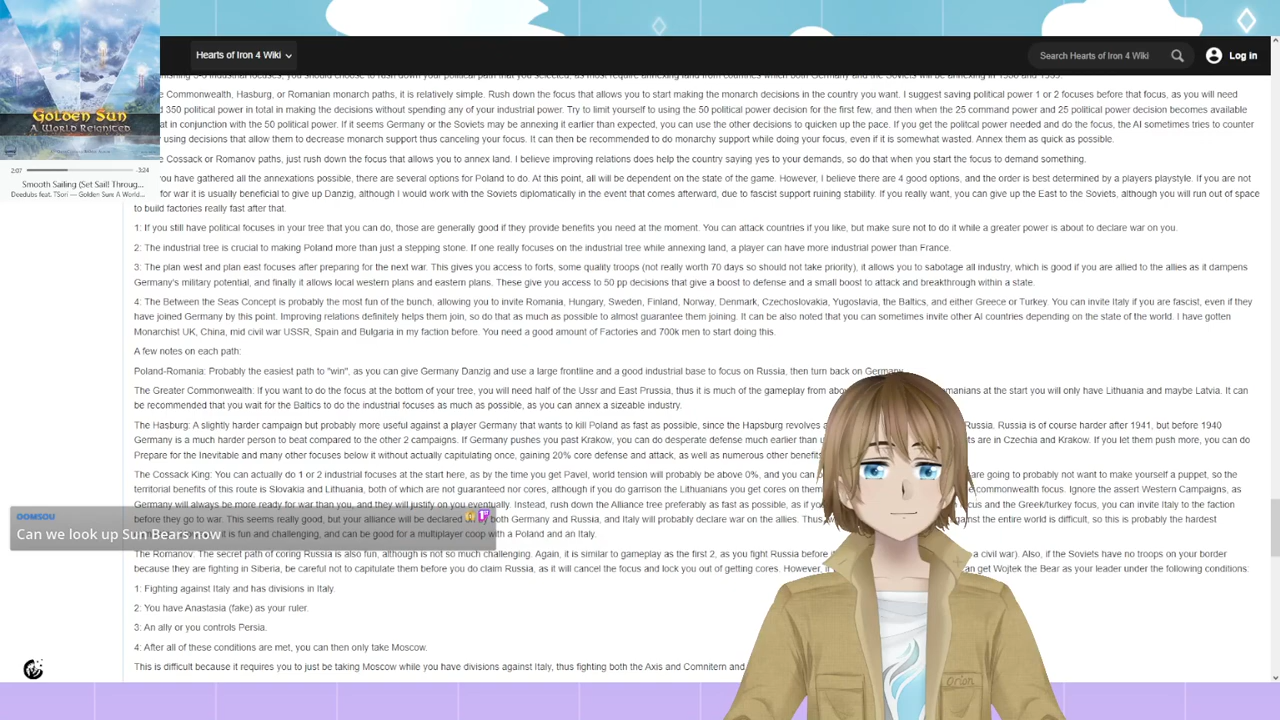 Hearts of Iron 4 Wiki
Search Hearts of Iron 4 Wiki
Log in
GOLDEN SUN
A WORLD REIGNITED
2:07
-3:24
Smooth Sailing (Set Sail! Throug...
Deedubs feat. TSori — Golden Sun: A World...
e Commonwealth, Hasburg, or Romanian monarch paths, it is relatively simple. Rush down the focus that allows you to start making the monarch decisions in the country you want. I suggest saving political power 1 or 2 focuses before that focus, as you will need
350 political power in total in making the decisions without spending any of your industrial power. Try to limit yourself to using the 50 political power decision for the first few, and then when the 25 command power and 25 political power decision becomes available
at in conjunction with the 50 political power. If it seems Germany or the Soviets may be annexing it earlier than expected, you can use the other decisions to quicken up the pace. If you get the politcal power needed and do the focus, the AI sometimes tries to counter
using decisions that allow them to decrease monarch support thus canceling your focus. It can then be recommended to do monarchy support while doing your focus, even if it is somewhat wasted. Annex them as quick as possible.
e Cossack or Romanov paths, just rush down the focus that allows you to annex land. I believe improving relations does help the country saying yes to your demands, so do that when you start the focus to demand something.
you have gathered all the annexations possible, there are several options for Poland to do. At this point, all will be dependent on the state of the game. However, I believe there are 4 good options, and the order is best determined by a players playstyle. If you are not
for war it is usually beneficial to give up Danzig, although I would work with the Soviets diplomatically in the event that comes afterward, due to fascist support ruining stability. If you really want, you can give up the East to the Soviets, although you will run out of space
to build factories really fast after that.
1: If you still have political focuses in your tree that you can do, those are generally good if they provide benefits you need at the moment. You can attack countries if you like, but make sure not to do it while a greater power is about to declare war on you.
2: The industrial tree is crucial to making Poland more than just a stepping stone. If one really focuses on the industrial tree while annexing land, a player can have more industrial power than France.
3: The plan west and plan east focuses after preparing for the next war. This gives you access to forts, some quality troops (not really worth 70 days so should not take priority), it allows you to sabotage all industry, which is good if you are allied to the allies as it dampens
Germany's military potential, and finally it allows local western plans and eastern plans. These give you access to 50 pp decisions that give a boost to defense and a small boost to attack and breakthrough within a state.
4: The Between the Seas Concept is probably the most fun of the bunch, allowing you to invite Romania, Hungary, Sweden, Finland, Norway, Denmark, Czechoslovakia, Yugoslavia, the Baltics, and either Greece or Turkey. You can invite Italy if you are fascist, even if they
have joined Germany by this point. Improving relations definitely helps them join, so do that as much as possible to almost guarantee them joining. It can be also noted that you can sometimes invite other AI countries depending on the state of the world. I have gotten
Monarchist UK, China, mid civil war USSR, Spain and Bulgaria in my faction before. You need a good amount of Factories and 700k men to start doing this.
A few notes on each path:
Poland-Romania: Probably the easiest path to "win", as you can give Germany Danzig and use a large frontline and a good industrial base to focus on Russia, then turn back on Germany.
The Greater Commonwealth: If you want to do the focus at the bottom of your tree, you will need half of the Ussr and East Prussia, thus it is much of the gameplay from abo manians at the start you will only have Lithuania and maybe Latvia. It can
be recommended that you wait for the Baltics to do the industrial focuses as much as possible, as you can annex a sizeable industry.
The Hasburg: A slightly harder campaign but probably more useful against a player Germany that wants to kill Poland as fast as possible, since the Hapsburg revolves a Russia. Russia is of course harder after 1941, but before 1940
Germany is a much harder person to beat compared to the other 2 campaigns. If Germany pushes you past Krakow, you can do desperate defense much earlier than u ts are in Czechia and Krakow. If you let them push more, you can do
Prepare for the Inevitable and many other focuses below it without actually capitulating once, gaining 20% core defense and attack, as well as numerous other benefits
The Cossack King: You can actually do 1 or 2 industrial focuses at the start here, as by the time you get Pavel, world tension will probably be above 0%, and you can b are going to probably not want to make yourself a puppet, so the
territorial benefits of this route is Slovakia and Lithuania, both of which are not guaranteed nor cores, although if you do garrison the Lithuanians you get cores on them commonwealth focus. Ignore the assert Western Campaigns, as
Germany will always be more ready for war than you, and they will justify on you eventually. Instead, rush down the Alliance tree preferably as fast as possible, as if cus and the Greek/turkey focus, you can invite Italy to the faction
before they go to war. This seems really good, but your alliance will be declared both Germany and Russia, and Italy will probably declare war on the allies. Thus, gainst the entire world is difficult, so this is probably the hardest
t is fun and challenging, and can be good for a multiplayer coop with a Poland and an Italy.
OOMSOU
Can we look up Sun Bears now
The Romanov: The secret path of coring Russia is also fun, although is not so much challenging. Again, it is similar to gameplay as the first 2, as you fight Russia before a civil war). Also, if the Soviets have no troops on your border
because they are fighting in Siberia, be careful not to capitulate them before you do claim Russia, as it will cancel the focus and lock you out of getting cores. However, an get Wojtek the Bear as your leader under the following conditions:
1: Fighting against Italy and has divisions in Italy
2: You have Anastasia (fake) as your ruler.
3: An ally or you controls Persia.
4: After all of these conditions are met, you can then only take Moscow.
This is difficult because it requires you to just be taking Moscow while you have divisions against Italy, thus fighting both the Axis and Comnitern and
Orion